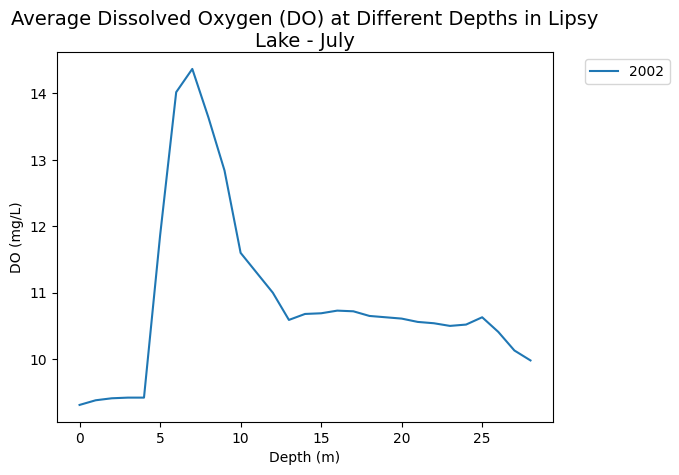 Average Dissolved Oxygen (DO) at Different Depths in Lipsy
Lake - July
2002
14
13
12
11
10
DO (mg/L)
0 5 10 15 20 25
Depth (m)